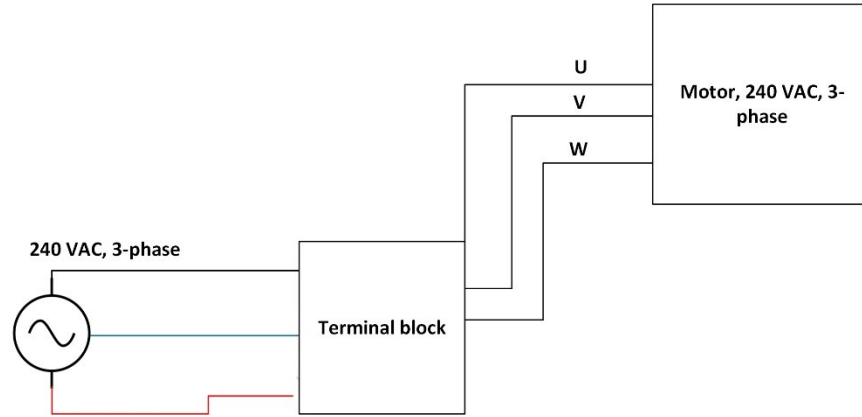 U
V
W
Motor, 240 VAC, 3-
phase
240 VAC, 3-phase
Terminal block